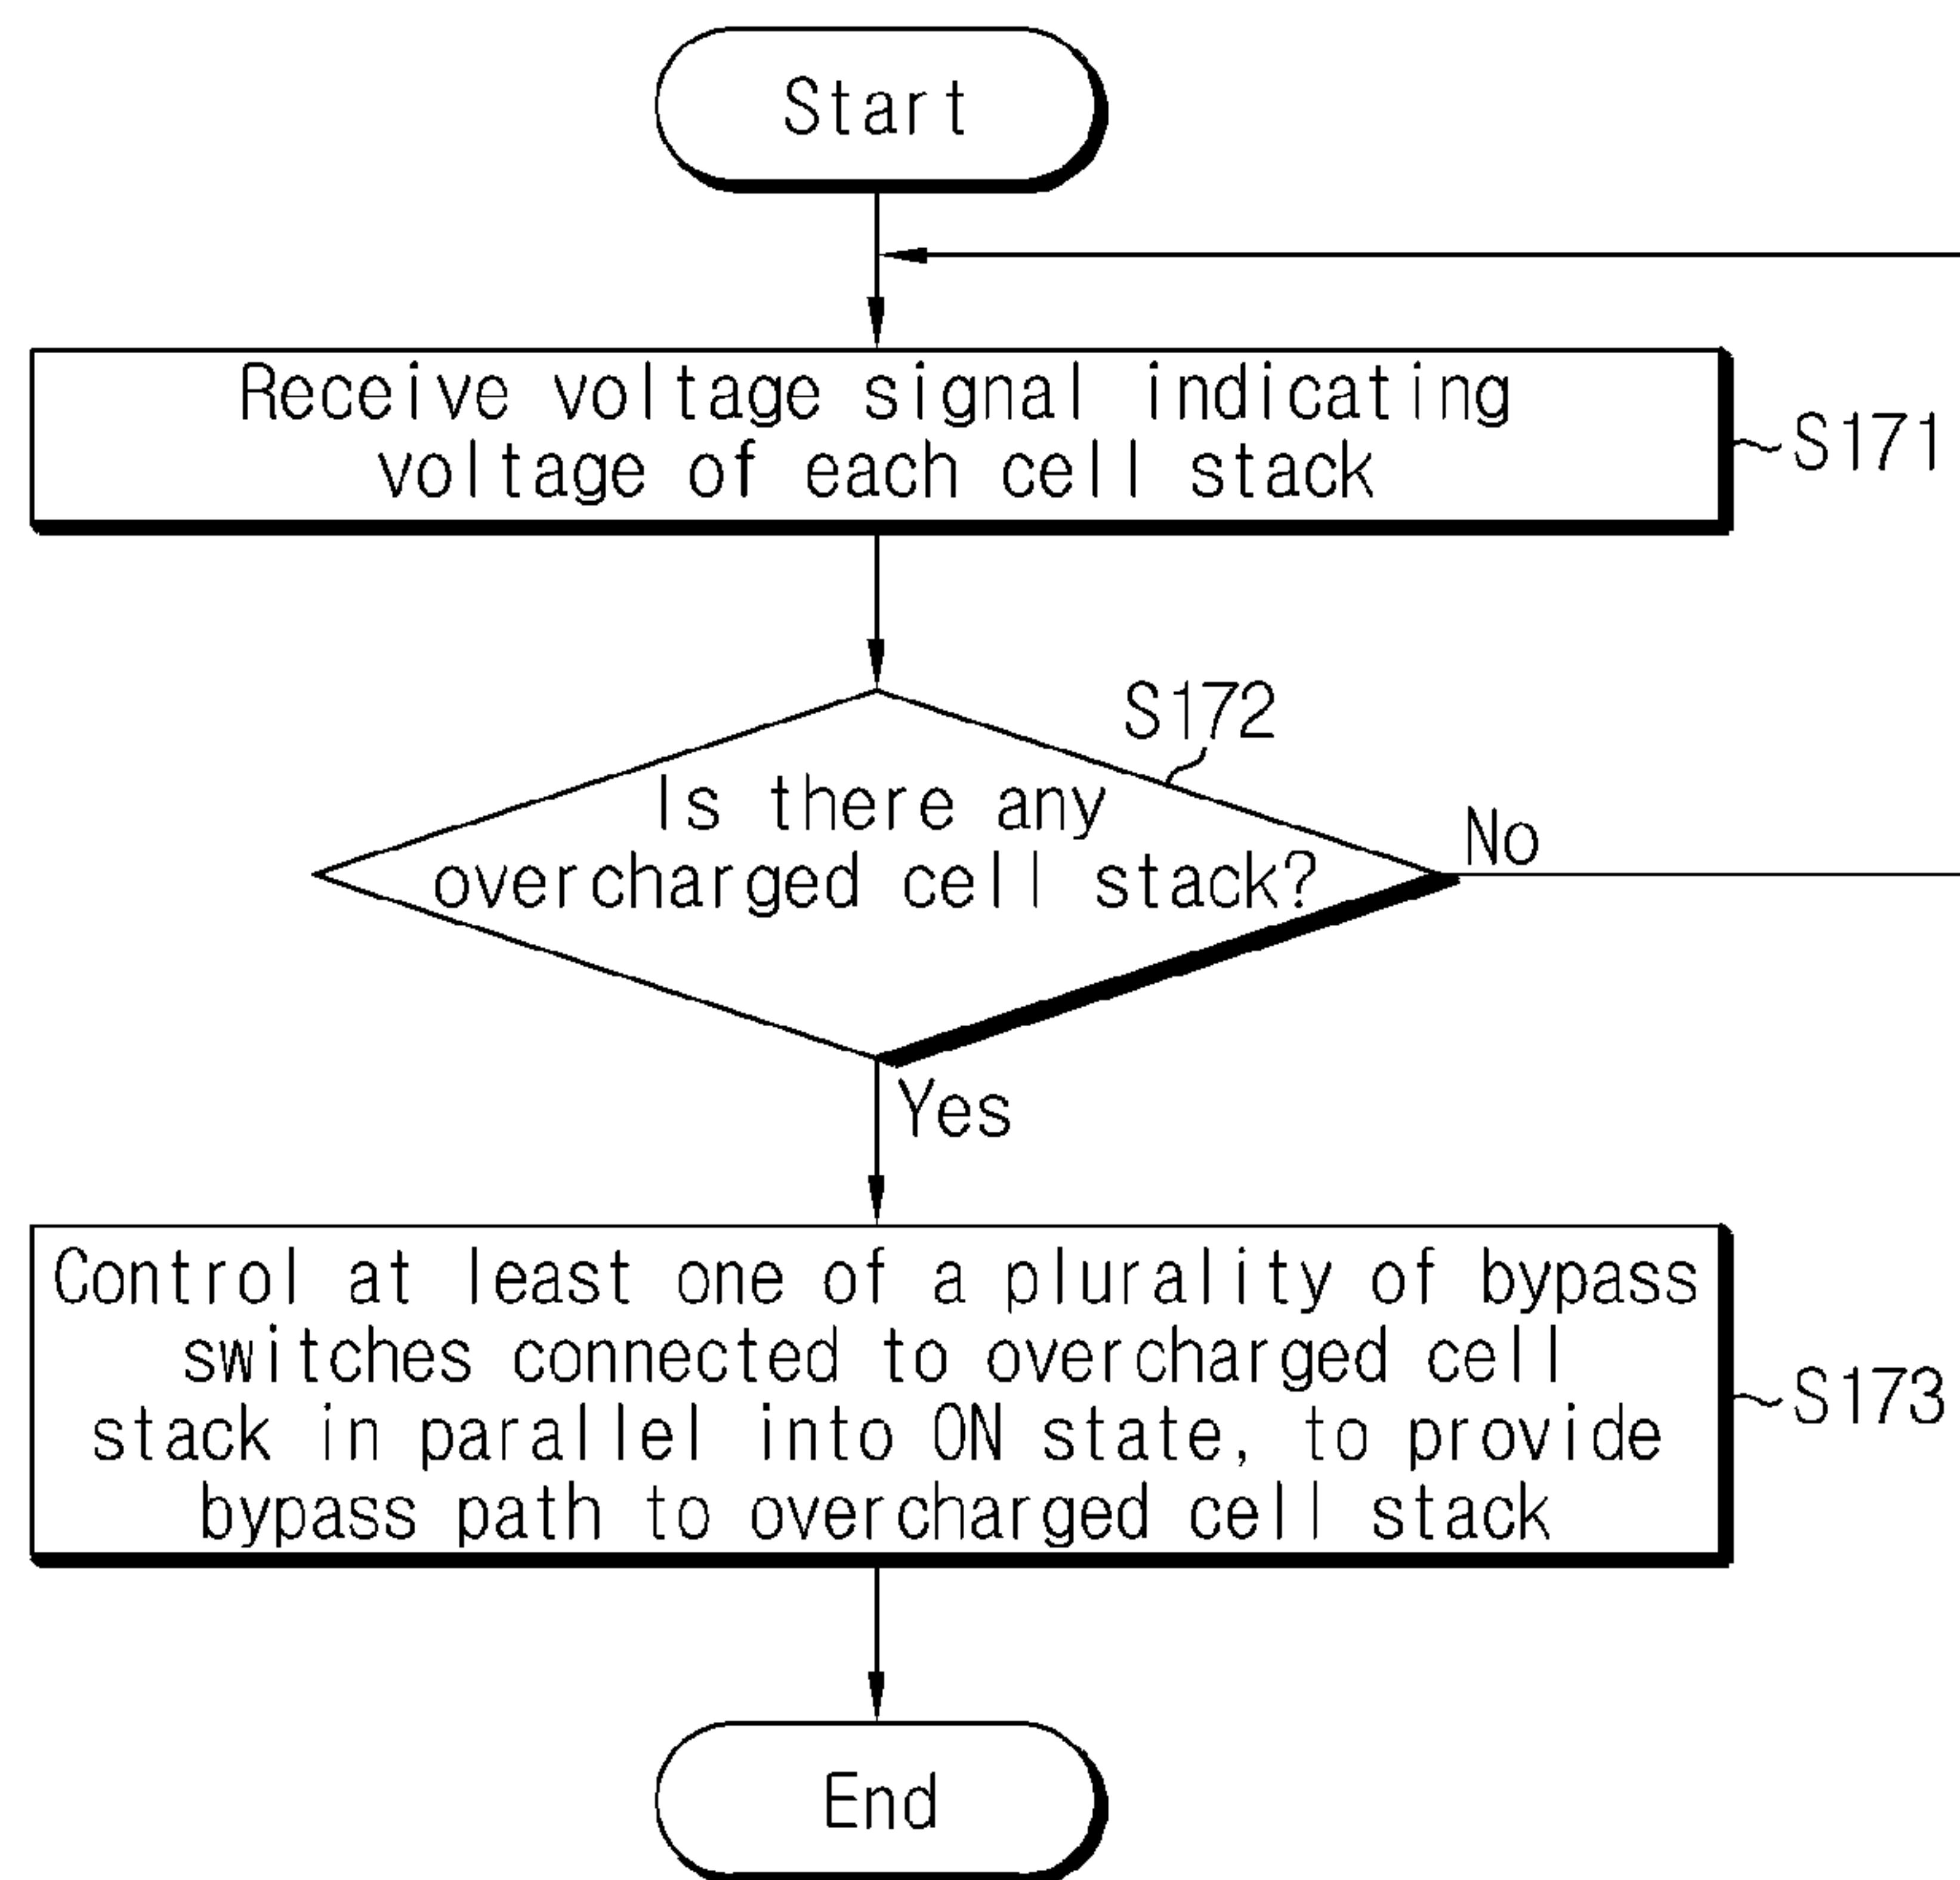 Start
Receive voltage signal indicating
voltage of each cell stack
S171
S172
Is there any
overcharged cell stack?
No
Yes
Control at least one of a plurality of bypass
switches connected to overcharged cell
stack in parallel into ON state, to provide
bypass path to overcharged cell stack
S173
End